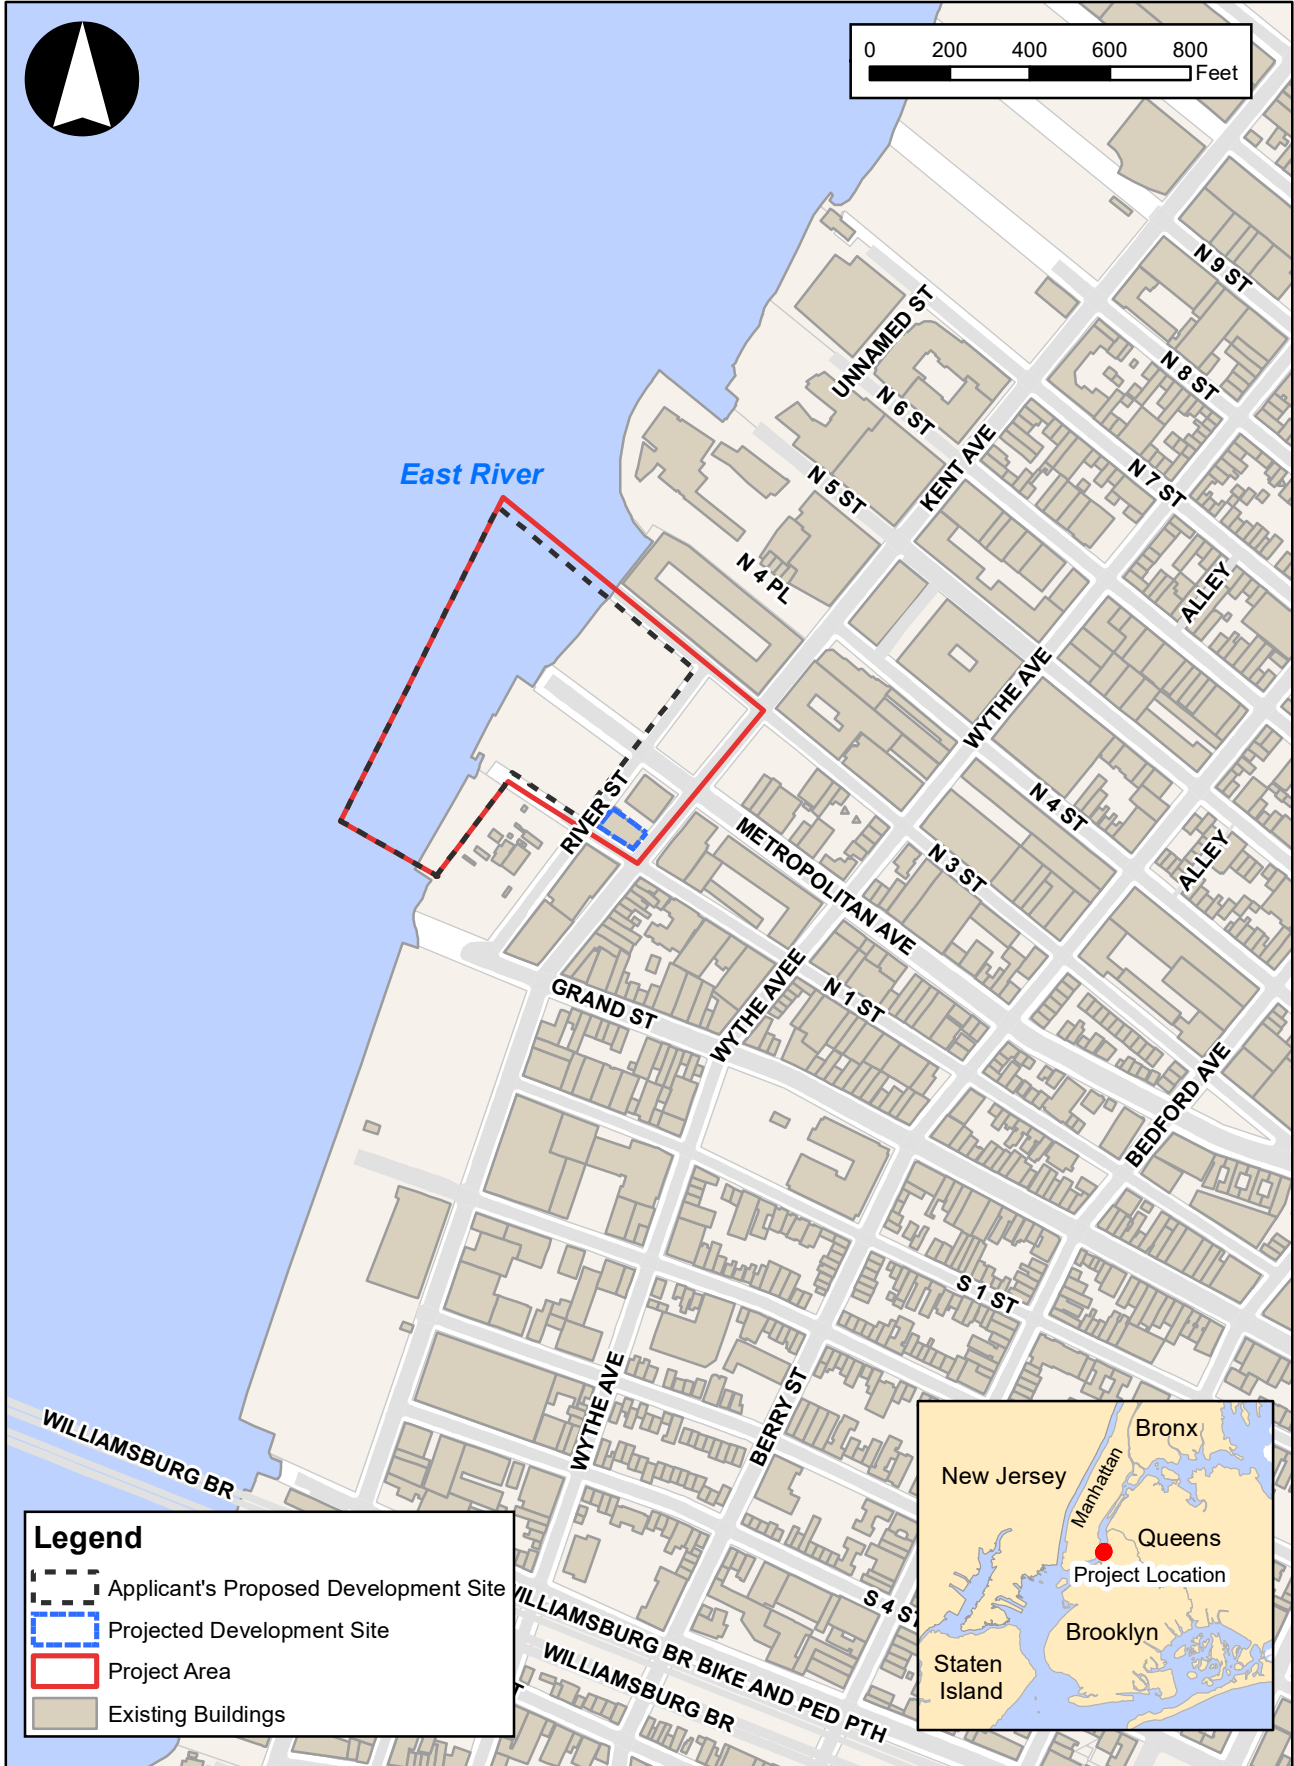 0 200 400 600 800
Feet
N 9 ST
UNNAMED ST
N 8 ST
N 6 ST
KENT AVE
East River
N 5 ST
N 7 ST
N 4 PL
ALLEY
WYTHE AVE
RIVER ST
N 4 ST
METROPOLITAN AVE
N 3 ST
ALLEY
GRAND ST
WYTHE AVEE
N 1 ST
BEDFORD AVE
S 1 ST
WYTHE AVE
BERRY ST
WILLIAMSBURG BR
S 4 ST
WILLIAMSBURG BR BIKE AND PED PTH
WILLIAMSBURG BR
Legend
Applicant's Proposed Development Site
Projected Development Site
Project Area
Existing Buildings
Bronx
New Jersey
Manhattan
Queens
Project Location
Brooklyn
Staten
Island